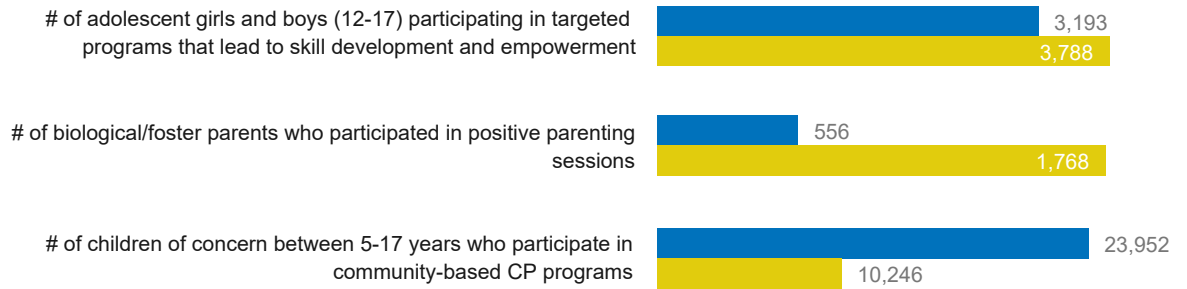 # of adolescent girls and boys (12-17) participating in targeted
programs that lead to skill development and empowerment
3,193
3,788
# of biological/foster parents who participated in positive parenting
sessions
556
1,768
# of children of concern between 5-17 years who participate in
community-based CP programs
23,952
10,246